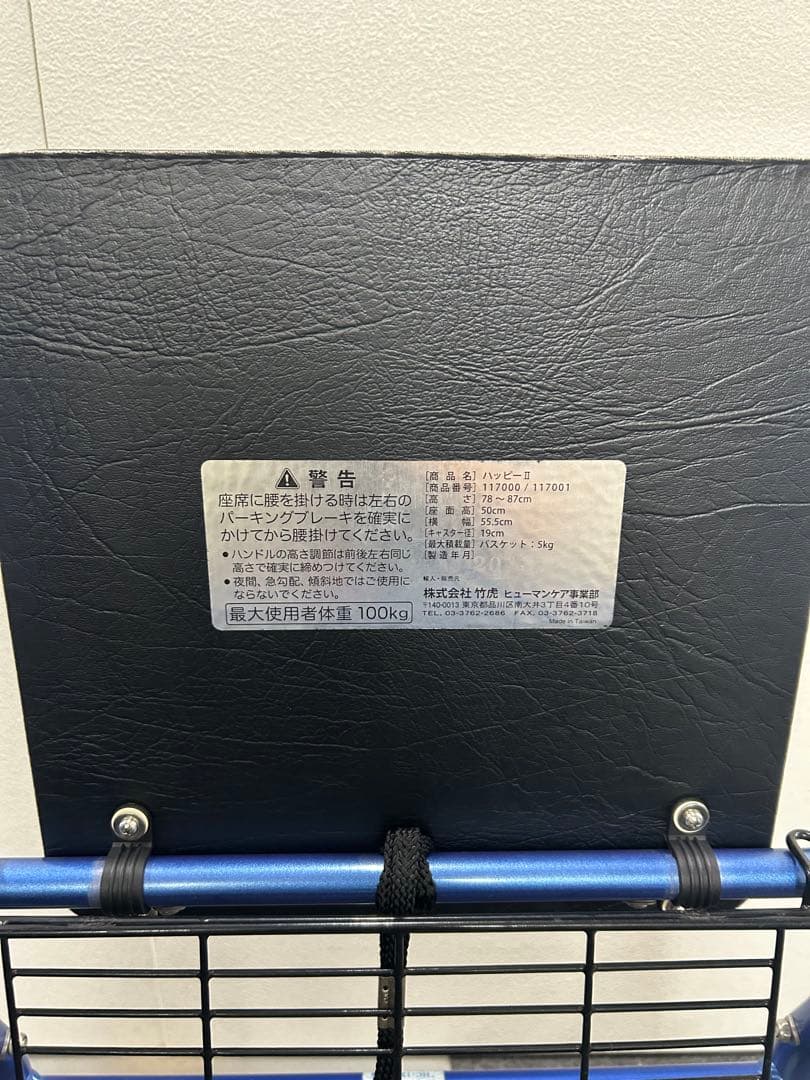 警告
座席に腰を掛ける時は左右の
パーキングブレーキを確実に
かけてから腰掛けてください。
●ハンドルの高さ調節は前後左右同じ
高さで確実に締めつけてください。
●夜間、急勾配、傾斜地ではご使用に
ならないでください。
最大使用者体重 100kg
[商品名] ハッピーⅡ
[商品番号] 117000 / 117001
[高さ] 78～87cm
[座面高] 50cm
[横幅] 55.5cm
[キャスター径] 19cm
[最大積載量] バスケット：5kg
[製造年月]
輸入・販売元
株式会社 竹虎 ヒューマンケア事業部
〒140-0013 東京都品川区南大井3丁目4番10号
TEL. 03-3762-2686 FAX. 03-3762-3718
Made in Taiwan